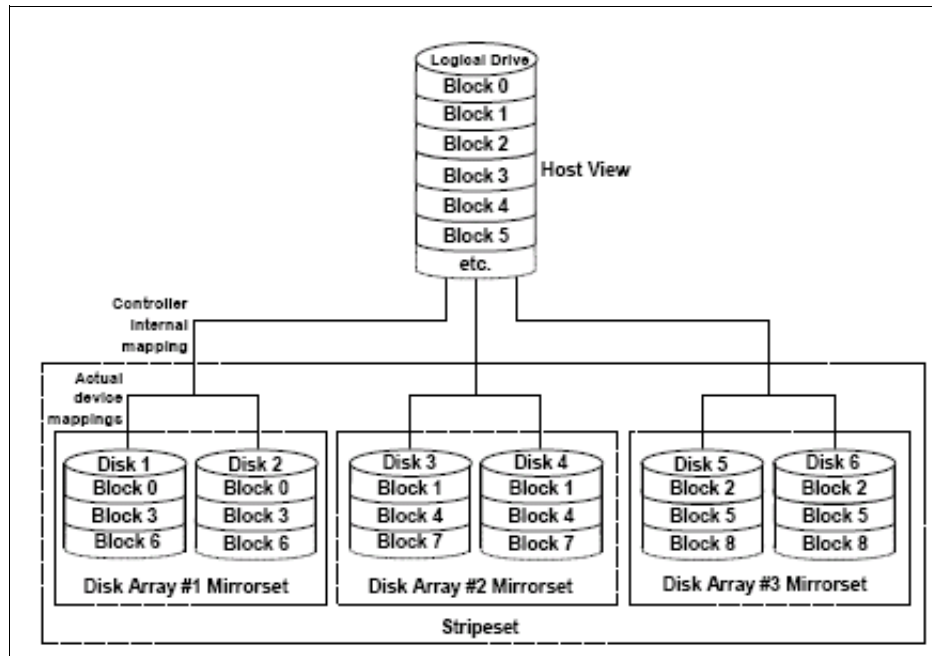 Logical Drive
Block 0
Block 1
Block 2
Block 3
Block 4
Block 5
etc.
Host View
Controller
internal
mapping
Actual
device
mappings
Disk 1
Block 0
Block 3
Block 6
Disk 2
Block 0
Block 3
Block 6
Disk Array #1 Mirrorset
Disk 3
Block 1
Block 4
Block 7
Disk 4
Block 1
Block 4
Block 7
Disk Array #2 Mirrorset
Disk 5
Block 2
Block 5
Block 8
Disk 6
Block 2
Block 5
Block 8
Disk Array #3 Mirrorset
Stripeset